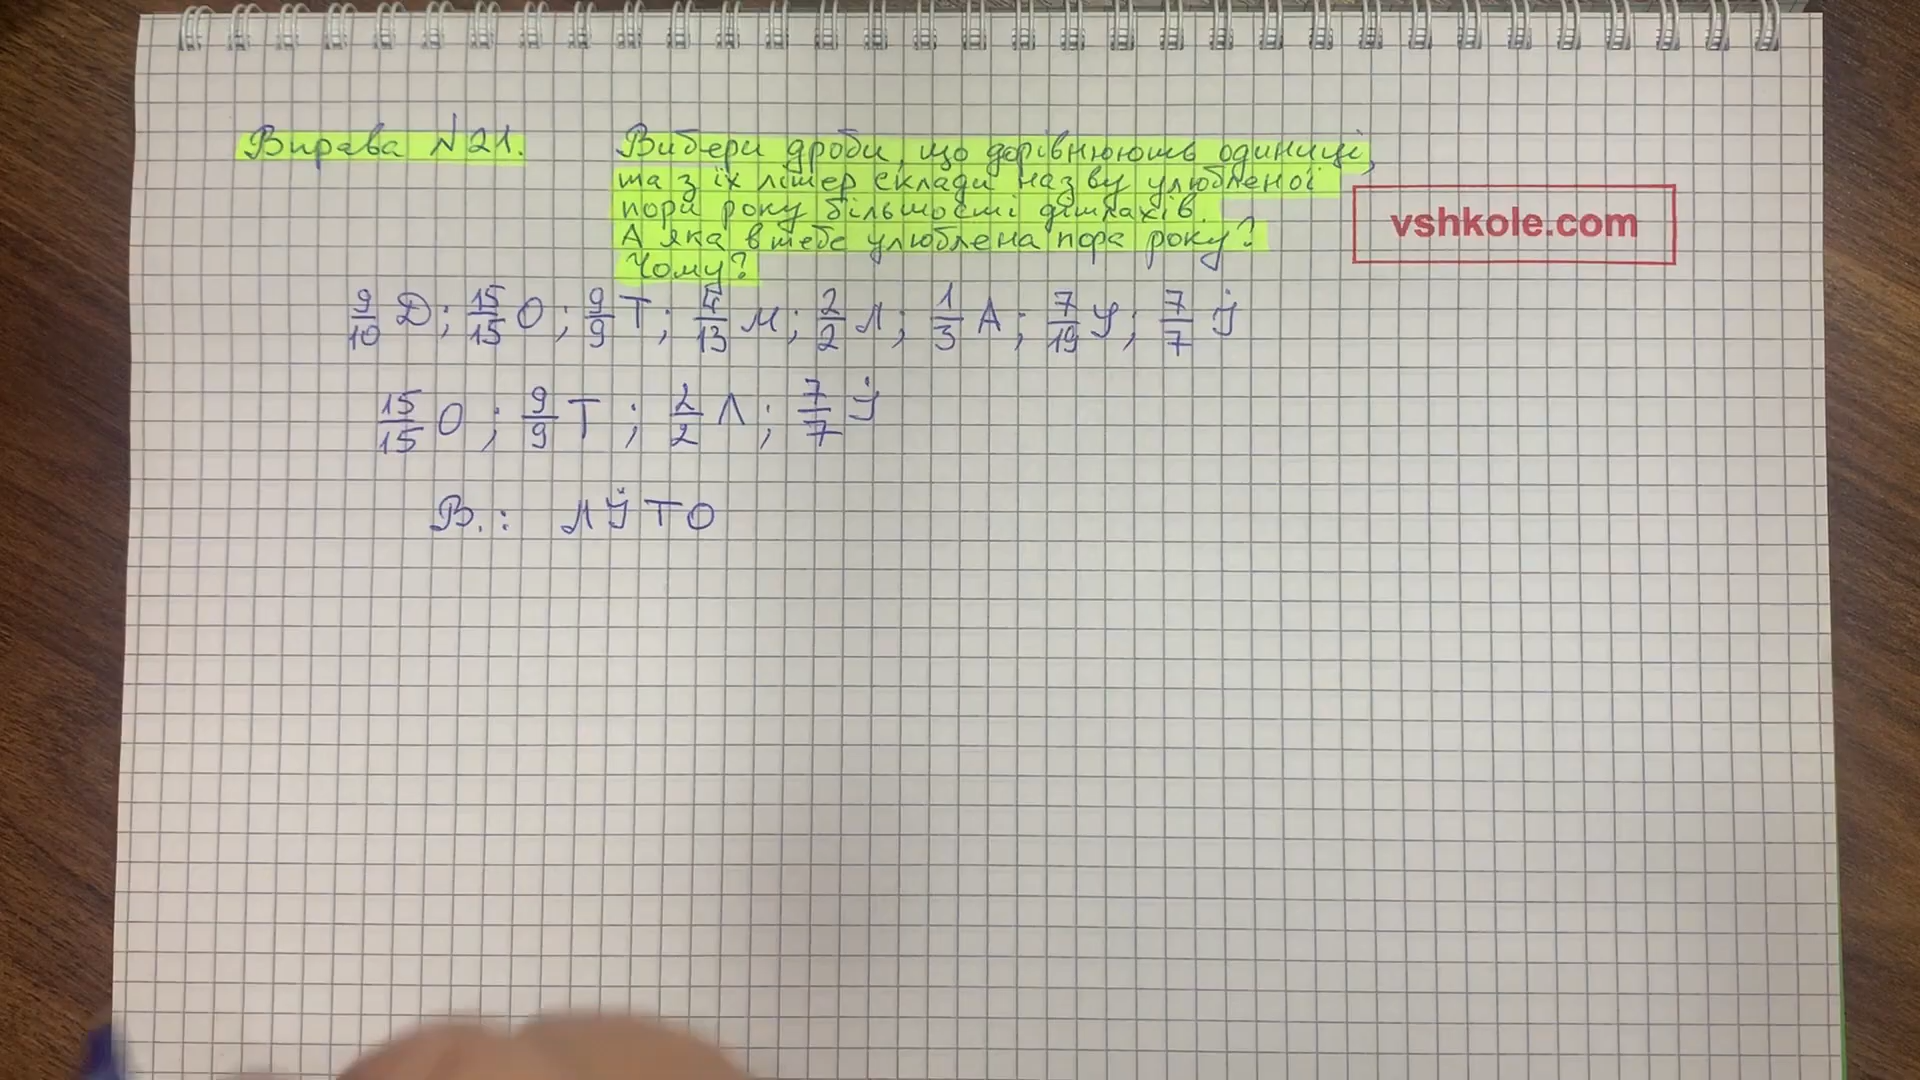 Вправа №21. Вибери дроби, що дорівнюють одиниці,
та з їх літер склади назву улюбленої
пори року більшості дітлахів.
А яка в тебе улюблена пора року?
Чому?
vshkole.com
9/10 Д; 15/15 О; 9/9 Т; 4/13 М; 2/2 Л; 1/3 А; 7/19 У; 7/7 І
15/15 О; 9/9 Т; 2/2 Л; 7/7 І
В.: ЛІТО